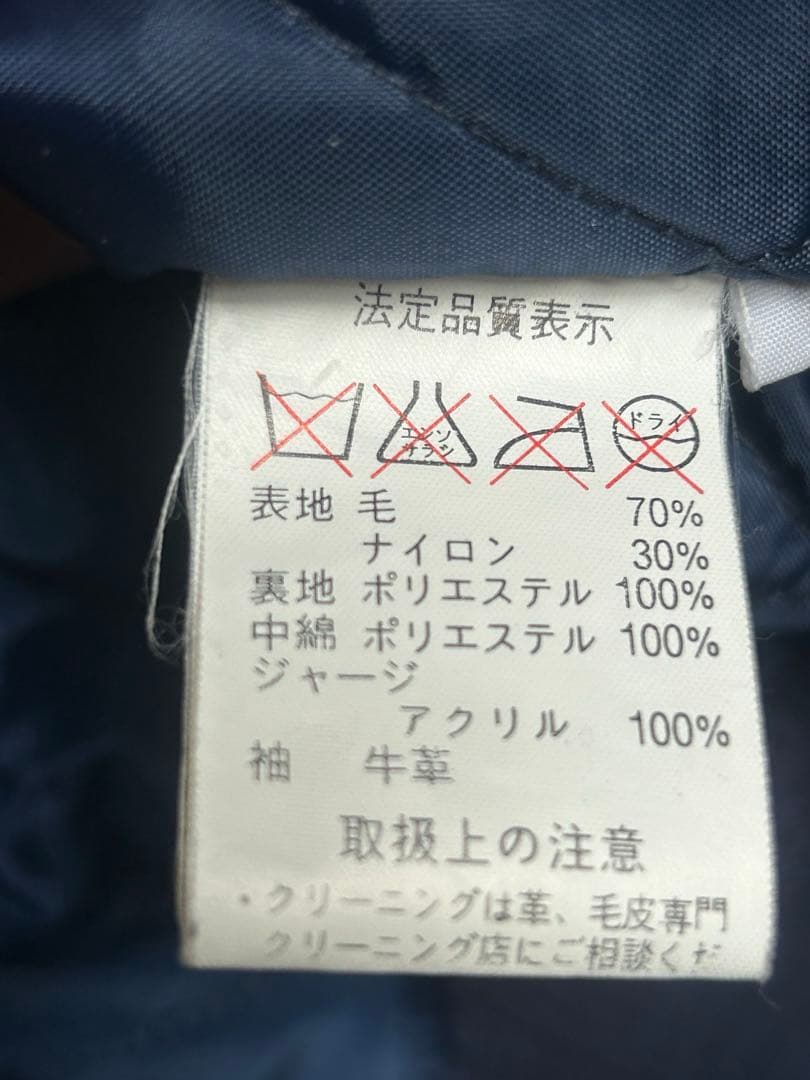 法定品質表示
エンソ
サラシ
ドライ
表地 毛 70%
ナイロン 30%
裏地 ポリエステル 100%
中綿 ポリエステル 100%
ジャージ
アクリル 100%
袖 牛革
取扱上の注意
・クリーニングは革、毛皮専門
クリーニング店にご相談くだ